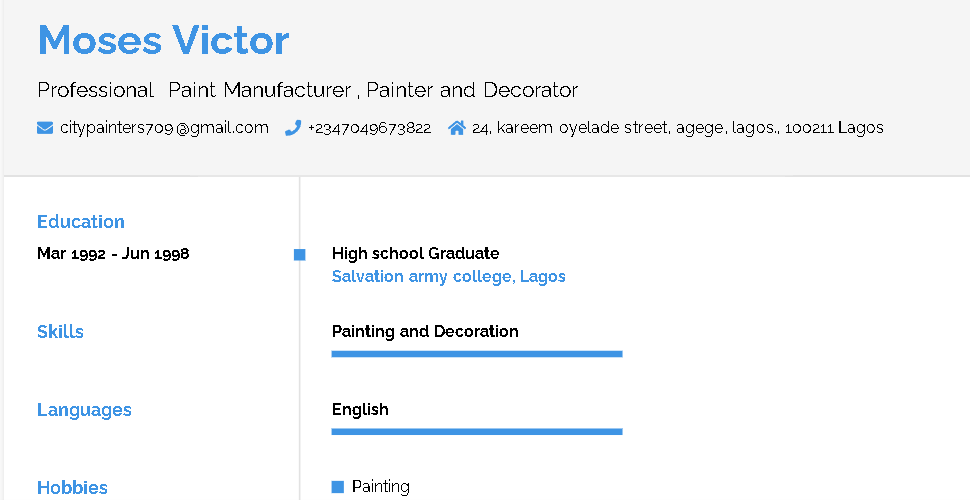 Moses Victor
Professional Paint Manufacturer , Painter and Decorator
citypainters709@gmail.com +2347049673822 24, kareem oyelade street, agege, lagos., 100211 Lagos
Education
Mar 1992 - Jun 1998 High school Graduate
Salvation army college, Lagos
Skills Painting and Decoration
Languages English
Hobbies Painting